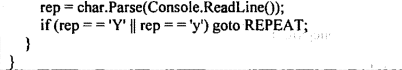 rep = char.Parse(Console.ReadLine());
if (rep = = 'Y' || rep = = 'y') goto REPEAT;
}
}